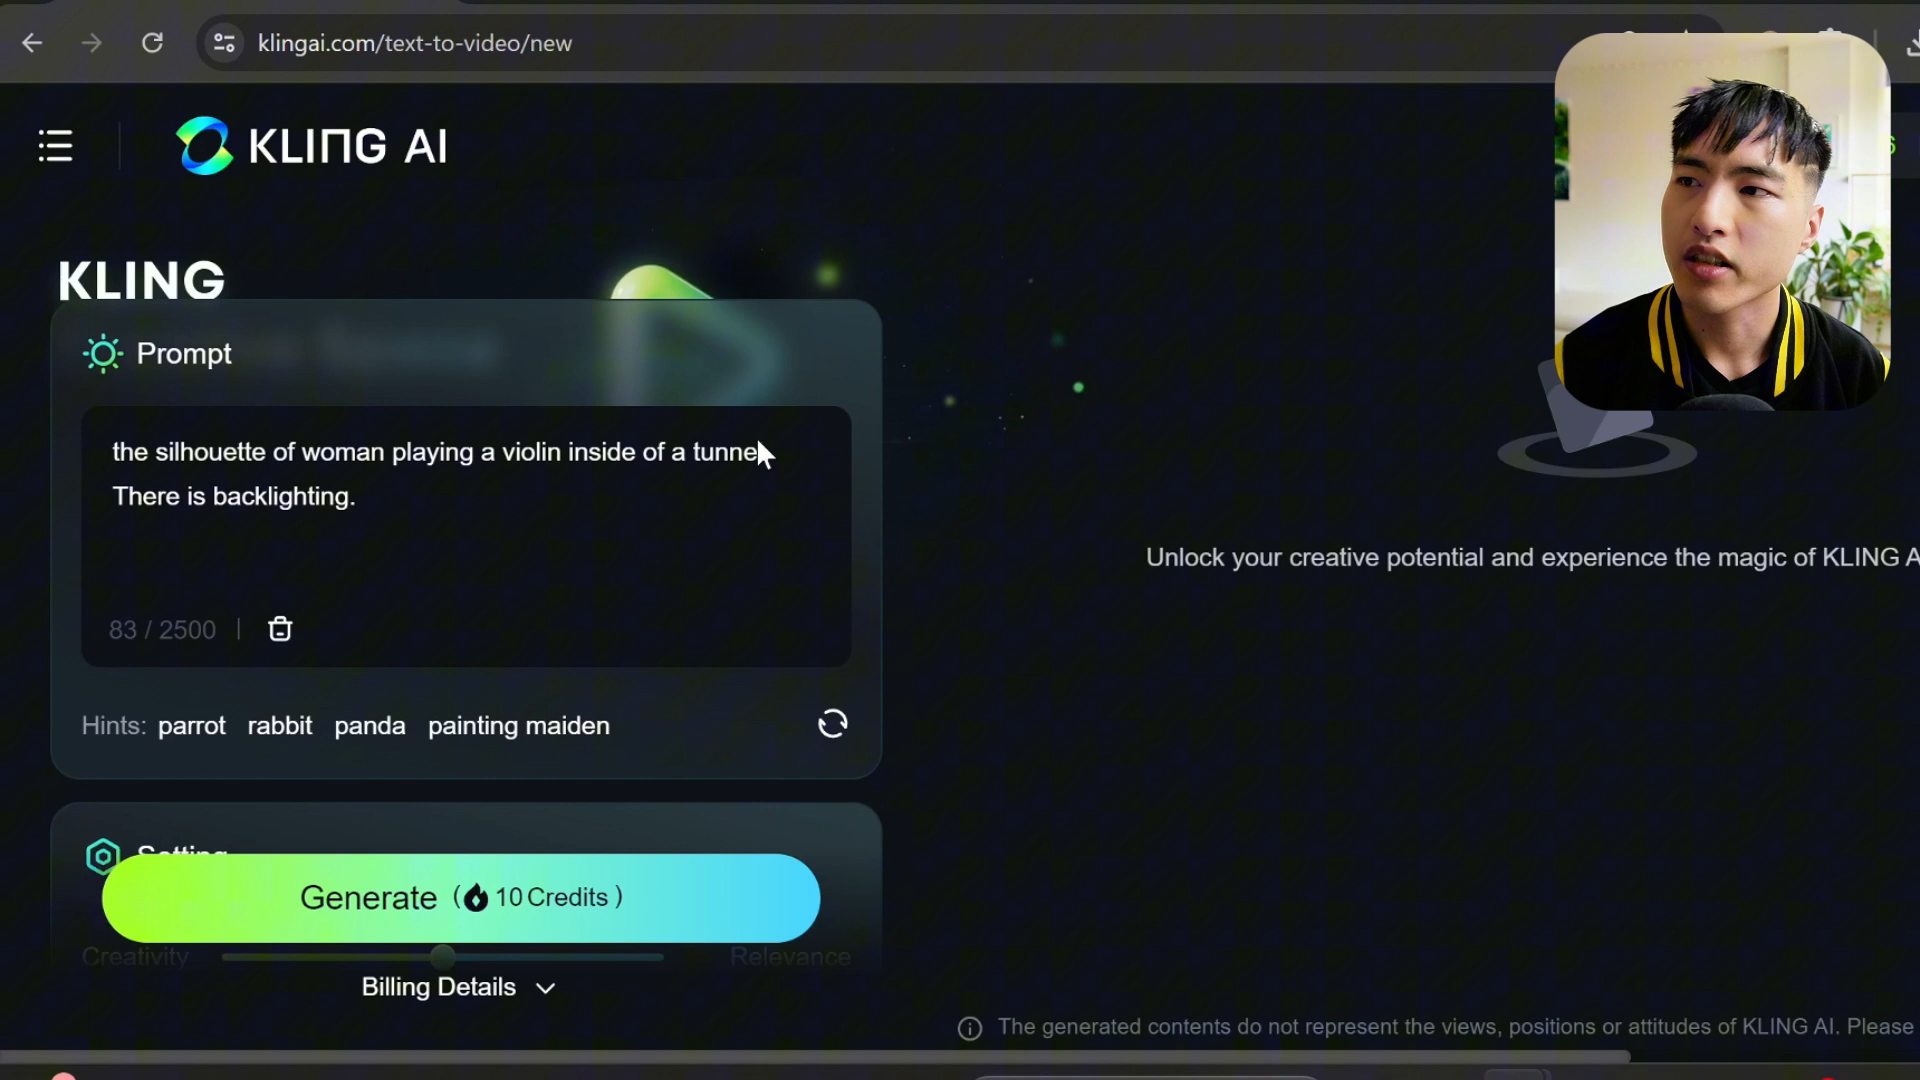 klingai.com/text-to-video/new
KLING AI
KLING
Prompt
the silhouette of woman playing a violin inside of a tunne
There is backlighting.
83 / 2500
Hints: parrot rabbit panda painting maiden
Setting
Generate ( 10 Credits )
Creativity Relevance
Billing Details
Unlock your creative potential and experience the magic of KLING A
The generated contents do not represent the views, positions or attitudes of KLING AI. Please